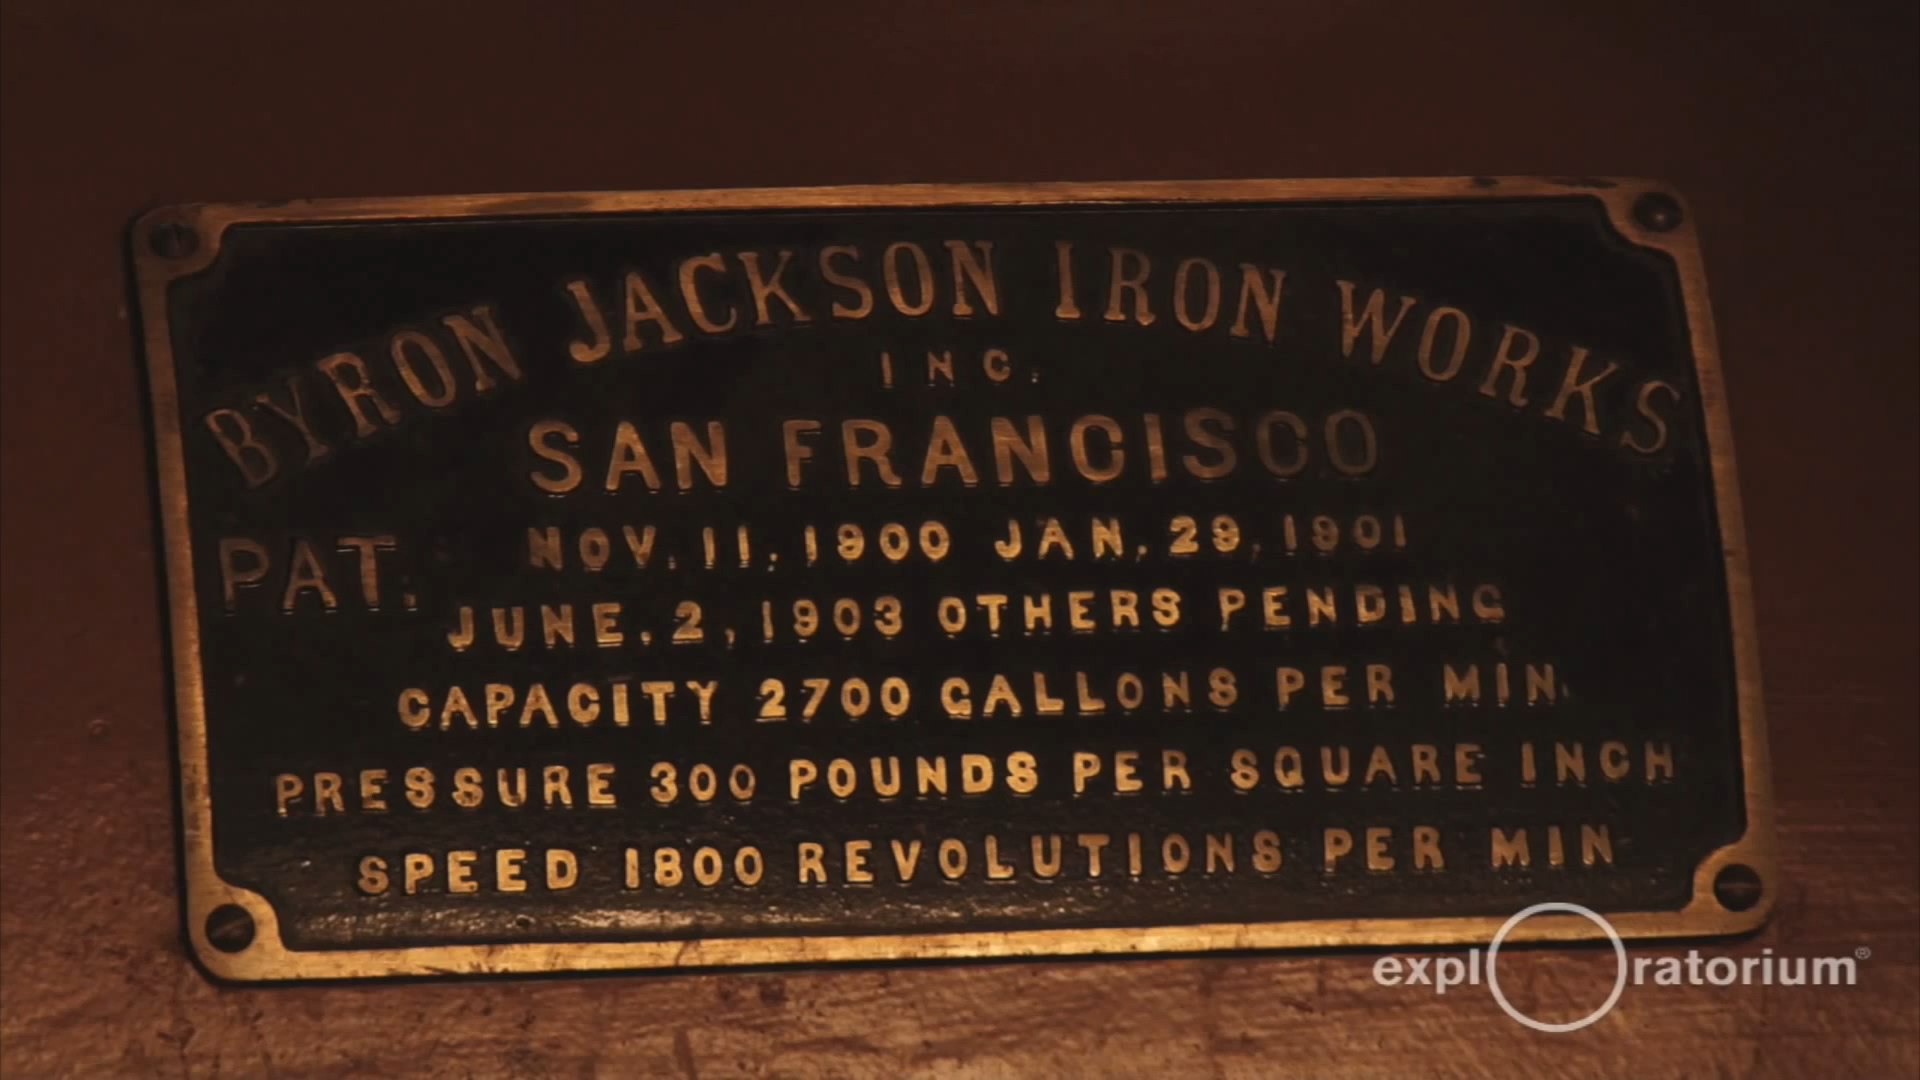 BYRON JACKSON IRON WORKS
INC.
SAN FRANCISCO
PAT. NOV. 11, 1900 JAN. 29, 1901
JUNE. 2, 1903 OTHERS PENDING
CAPACITY 2700 GALLONS PER MIN.
PRESSURE 300 POUNDS PER SQUARE INCH
SPEED 1800 REVOLUTIONS PER MIN
explOratorium®